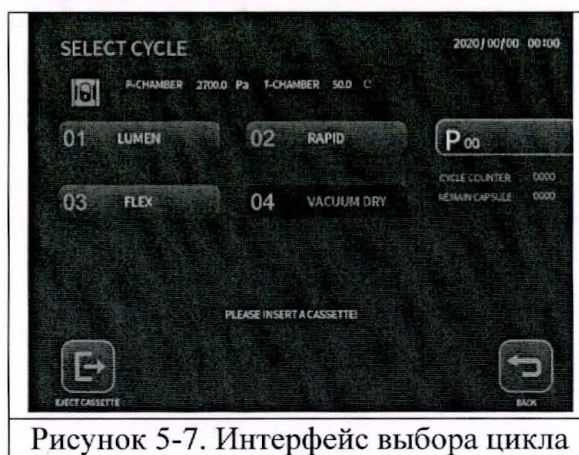 SELECT CYCLE
2020/00/00 00:00
P-CHAMBER 2700.0 Pa T-CHAMBER 50.0 C
01 LUMEN
02 RAPID
P 00
CYCLE COUNTER 0000
REMAIN CAPSULE 0000
03 FLEX
04 VACUUM DRY
PLEASE INSERT A CASSETTE!
EJECT CASSETTE
BACK
Рисунок 5-7. Интерфейс выбора цикла